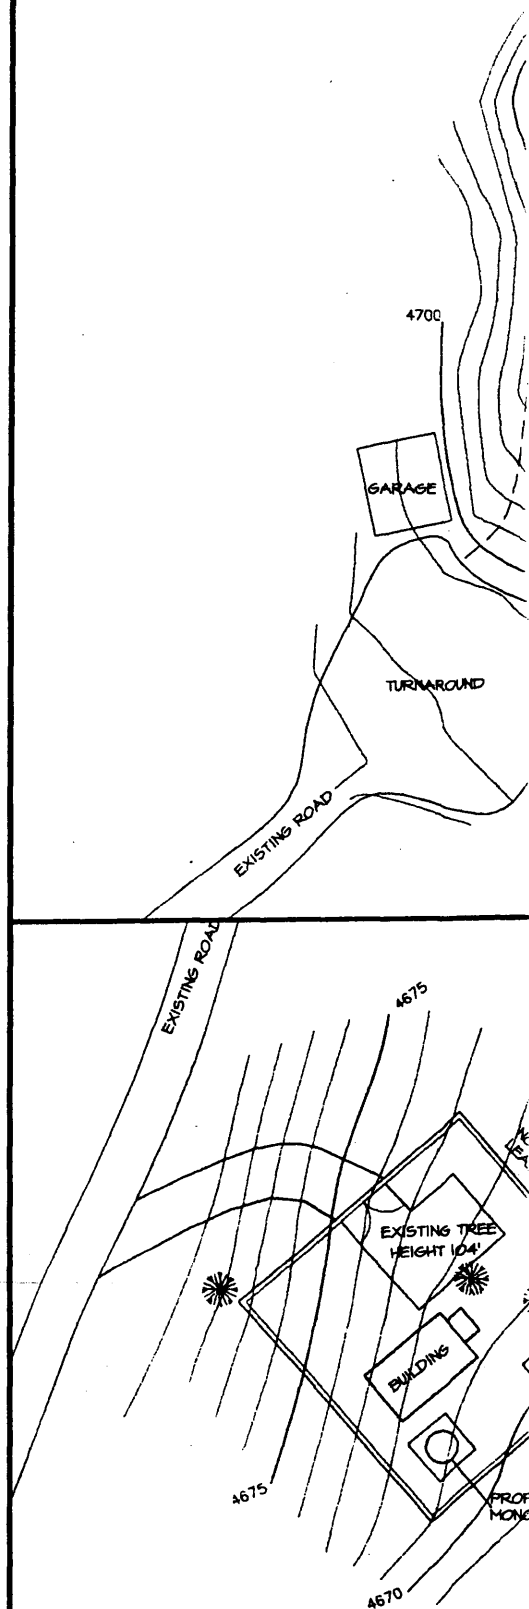 4700
GARAGE
TURNAROUND
EXISTING ROAD
EXISTING ROAD
4675
EXISTING TREE
HEIGHT 104'
BUILDING
4675
4670